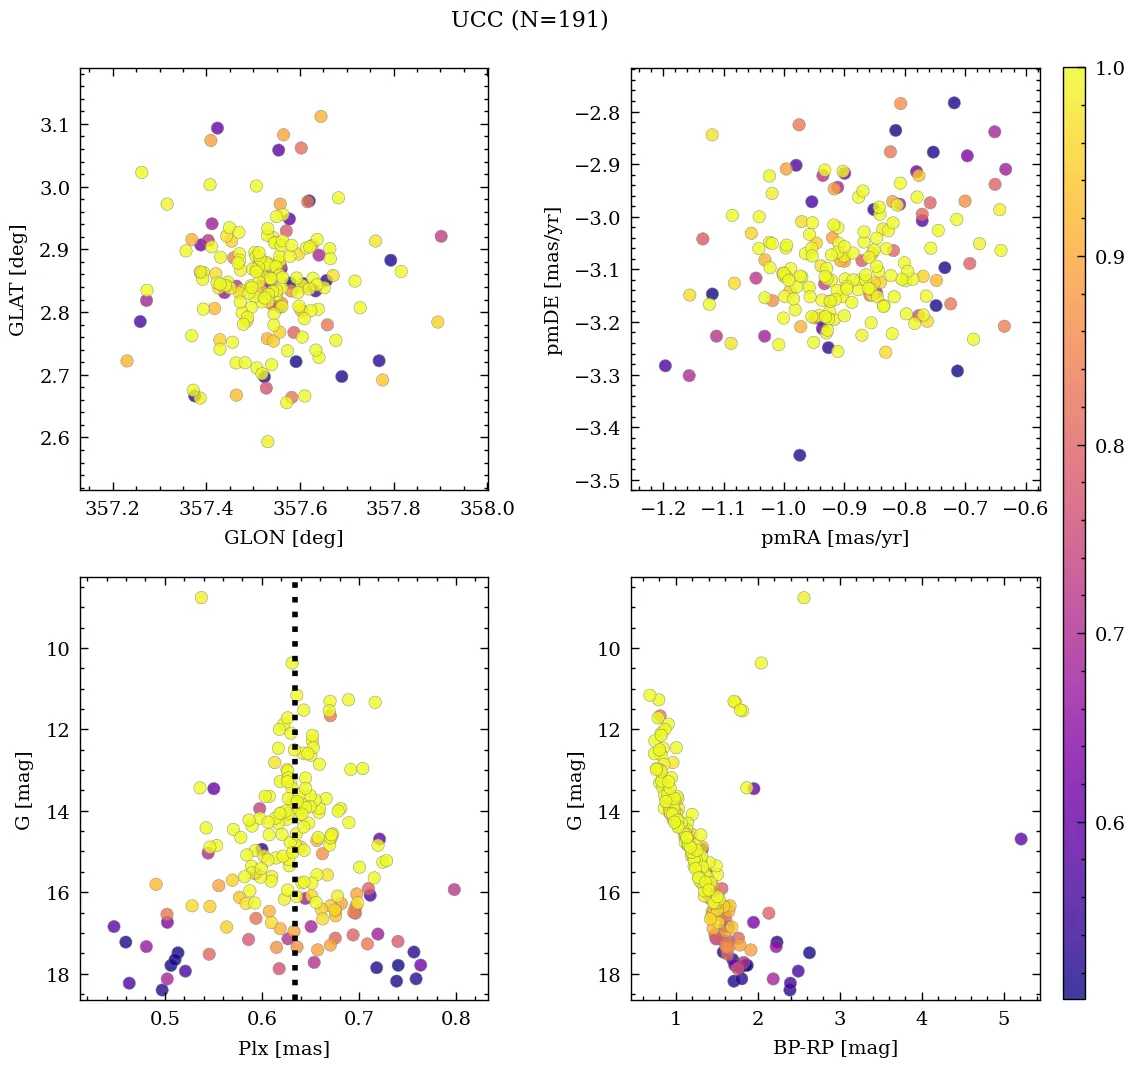 UCC (N=191)
3.1
3.0
2.9
2.8
2.7
2.6
GLAT [deg]
357.2 357.4 357.6 357.8 358.0
GLON [deg]
−2.8
−2.9
−3.0
−3.1
−3.2
−3.3
−3.4
−3.5
pmDE [mas/yr]
−1.2 −1.1 −1.0 −0.9 −0.8 −0.7 −0.6
pmRA [mas/yr]
10
12
14
16
18
G [mag]
0.5 0.6 0.7 0.8
Plx [mas]
10
12
14
16
18
G [mag]
1 2 3 4 5
BP-RP [mag]
1.0
0.9
0.8
0.7
0.6